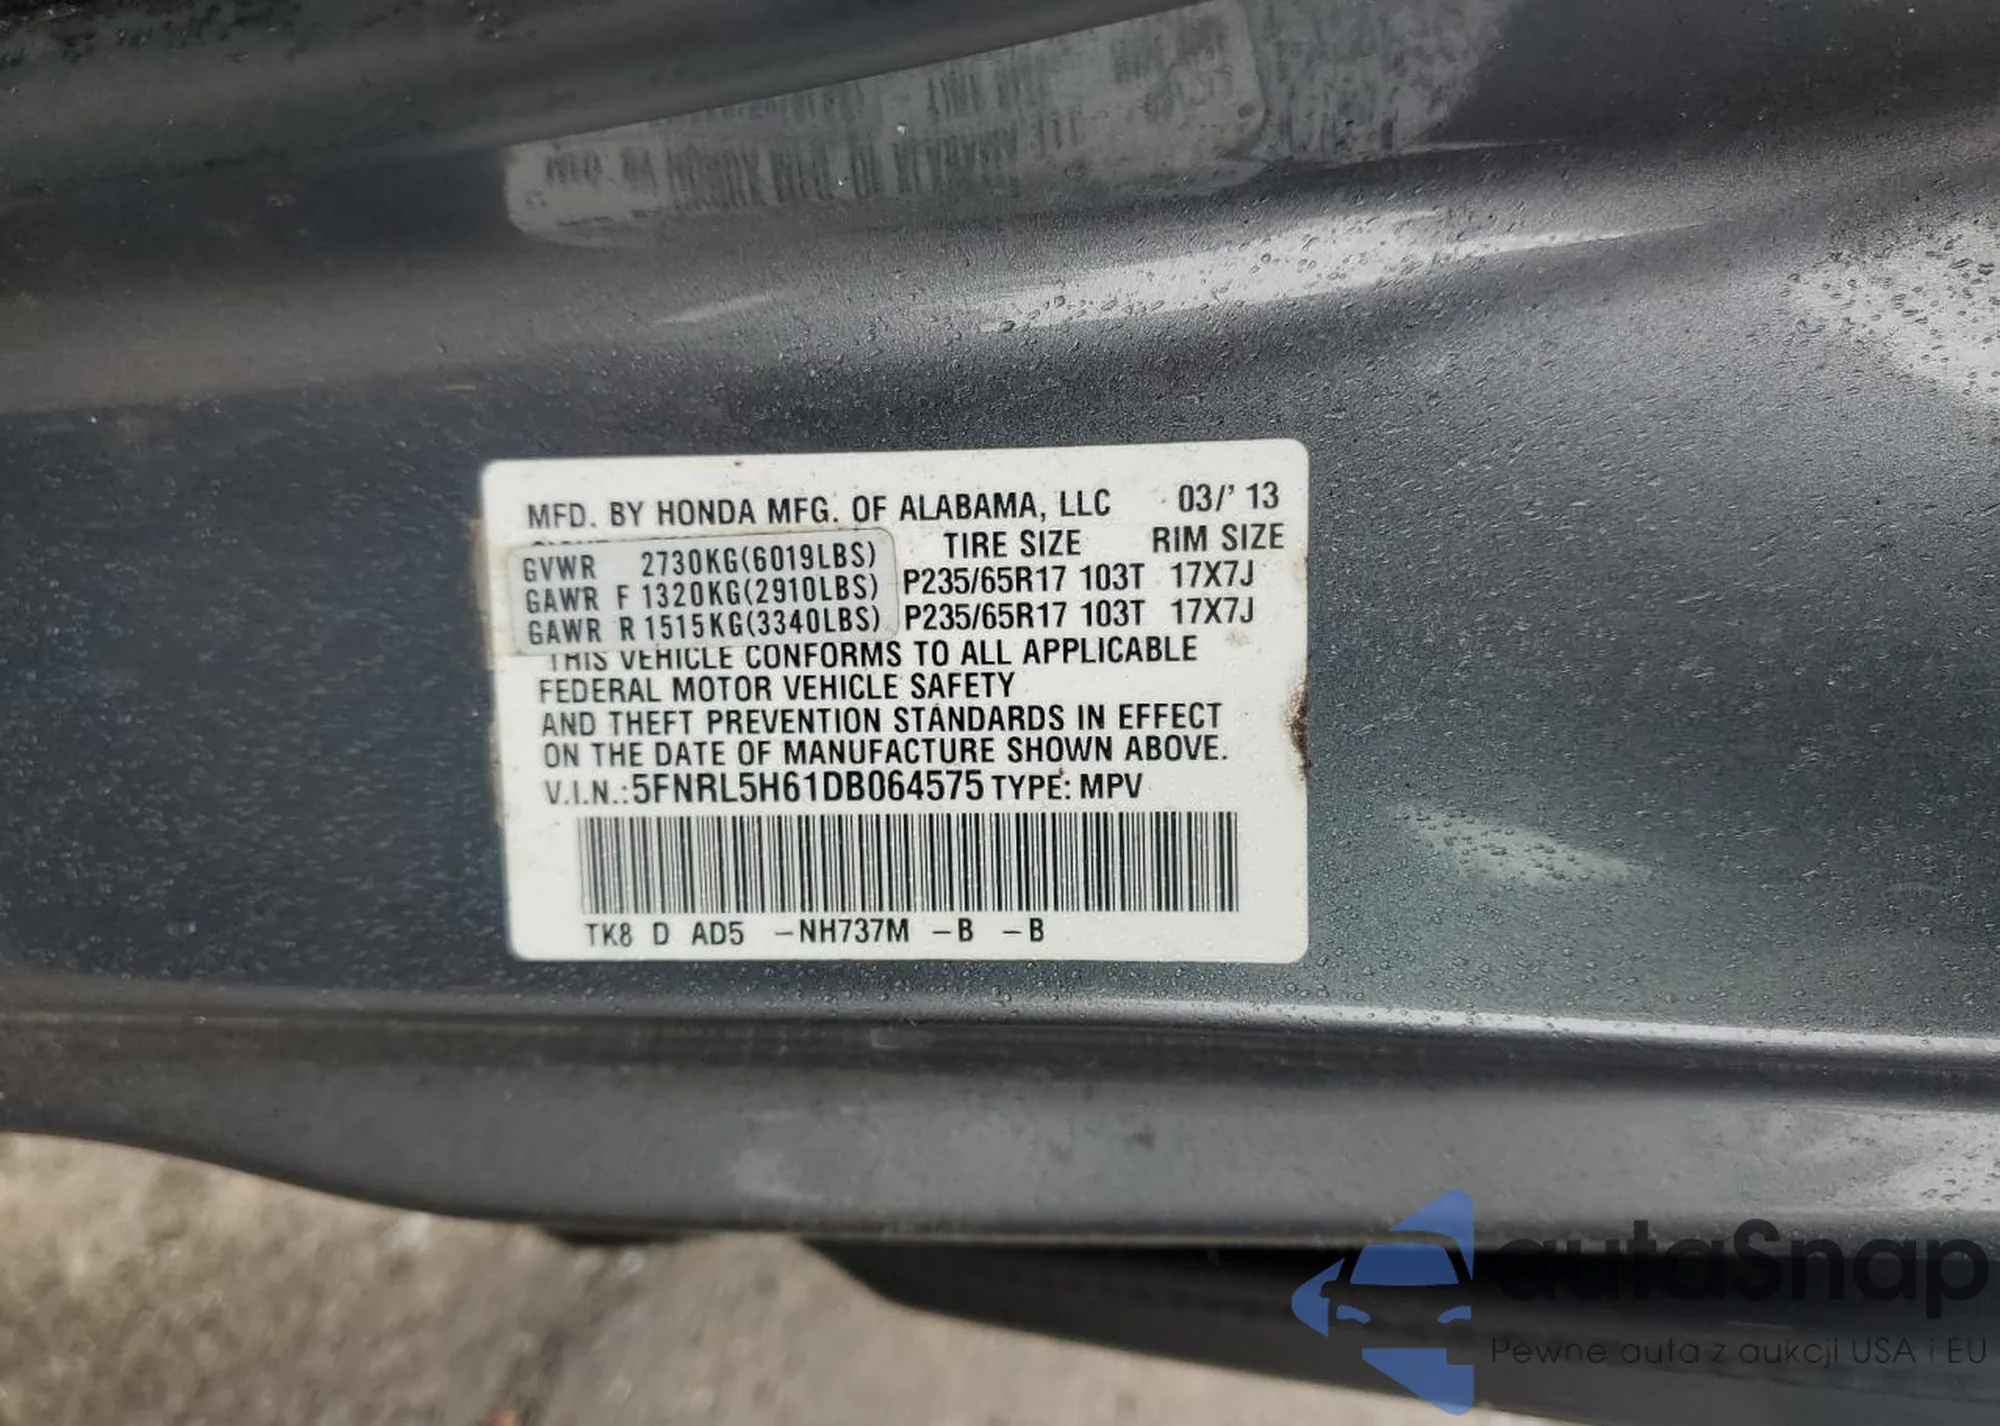 MFD. BY HONDA MFG. OF ALABAMA, LLC 03/' 13
TIRE SIZE RIM SIZE
GVWR 2730KG(6019LBS)
GAWR F 1320KG(2910LBS) P235/65R17 103T 17X7J
GAWR R 1515KG(3340LBS) P235/65R17 103T 17X7J
THIS VEHICLE CONFORMS TO ALL APPLICABLE
FEDERAL MOTOR VEHICLE SAFETY
AND THEFT PREVENTION STANDARDS IN EFFECT
ON THE DATE OF MANUFACTURE SHOWN ABOVE.
V.I.N.:5FNRL5H61DB064575 TYPE: MPV
TK8 D AD5 -NH737M -B -B
autaSnap
Pewne auta z aukcji USA i EU